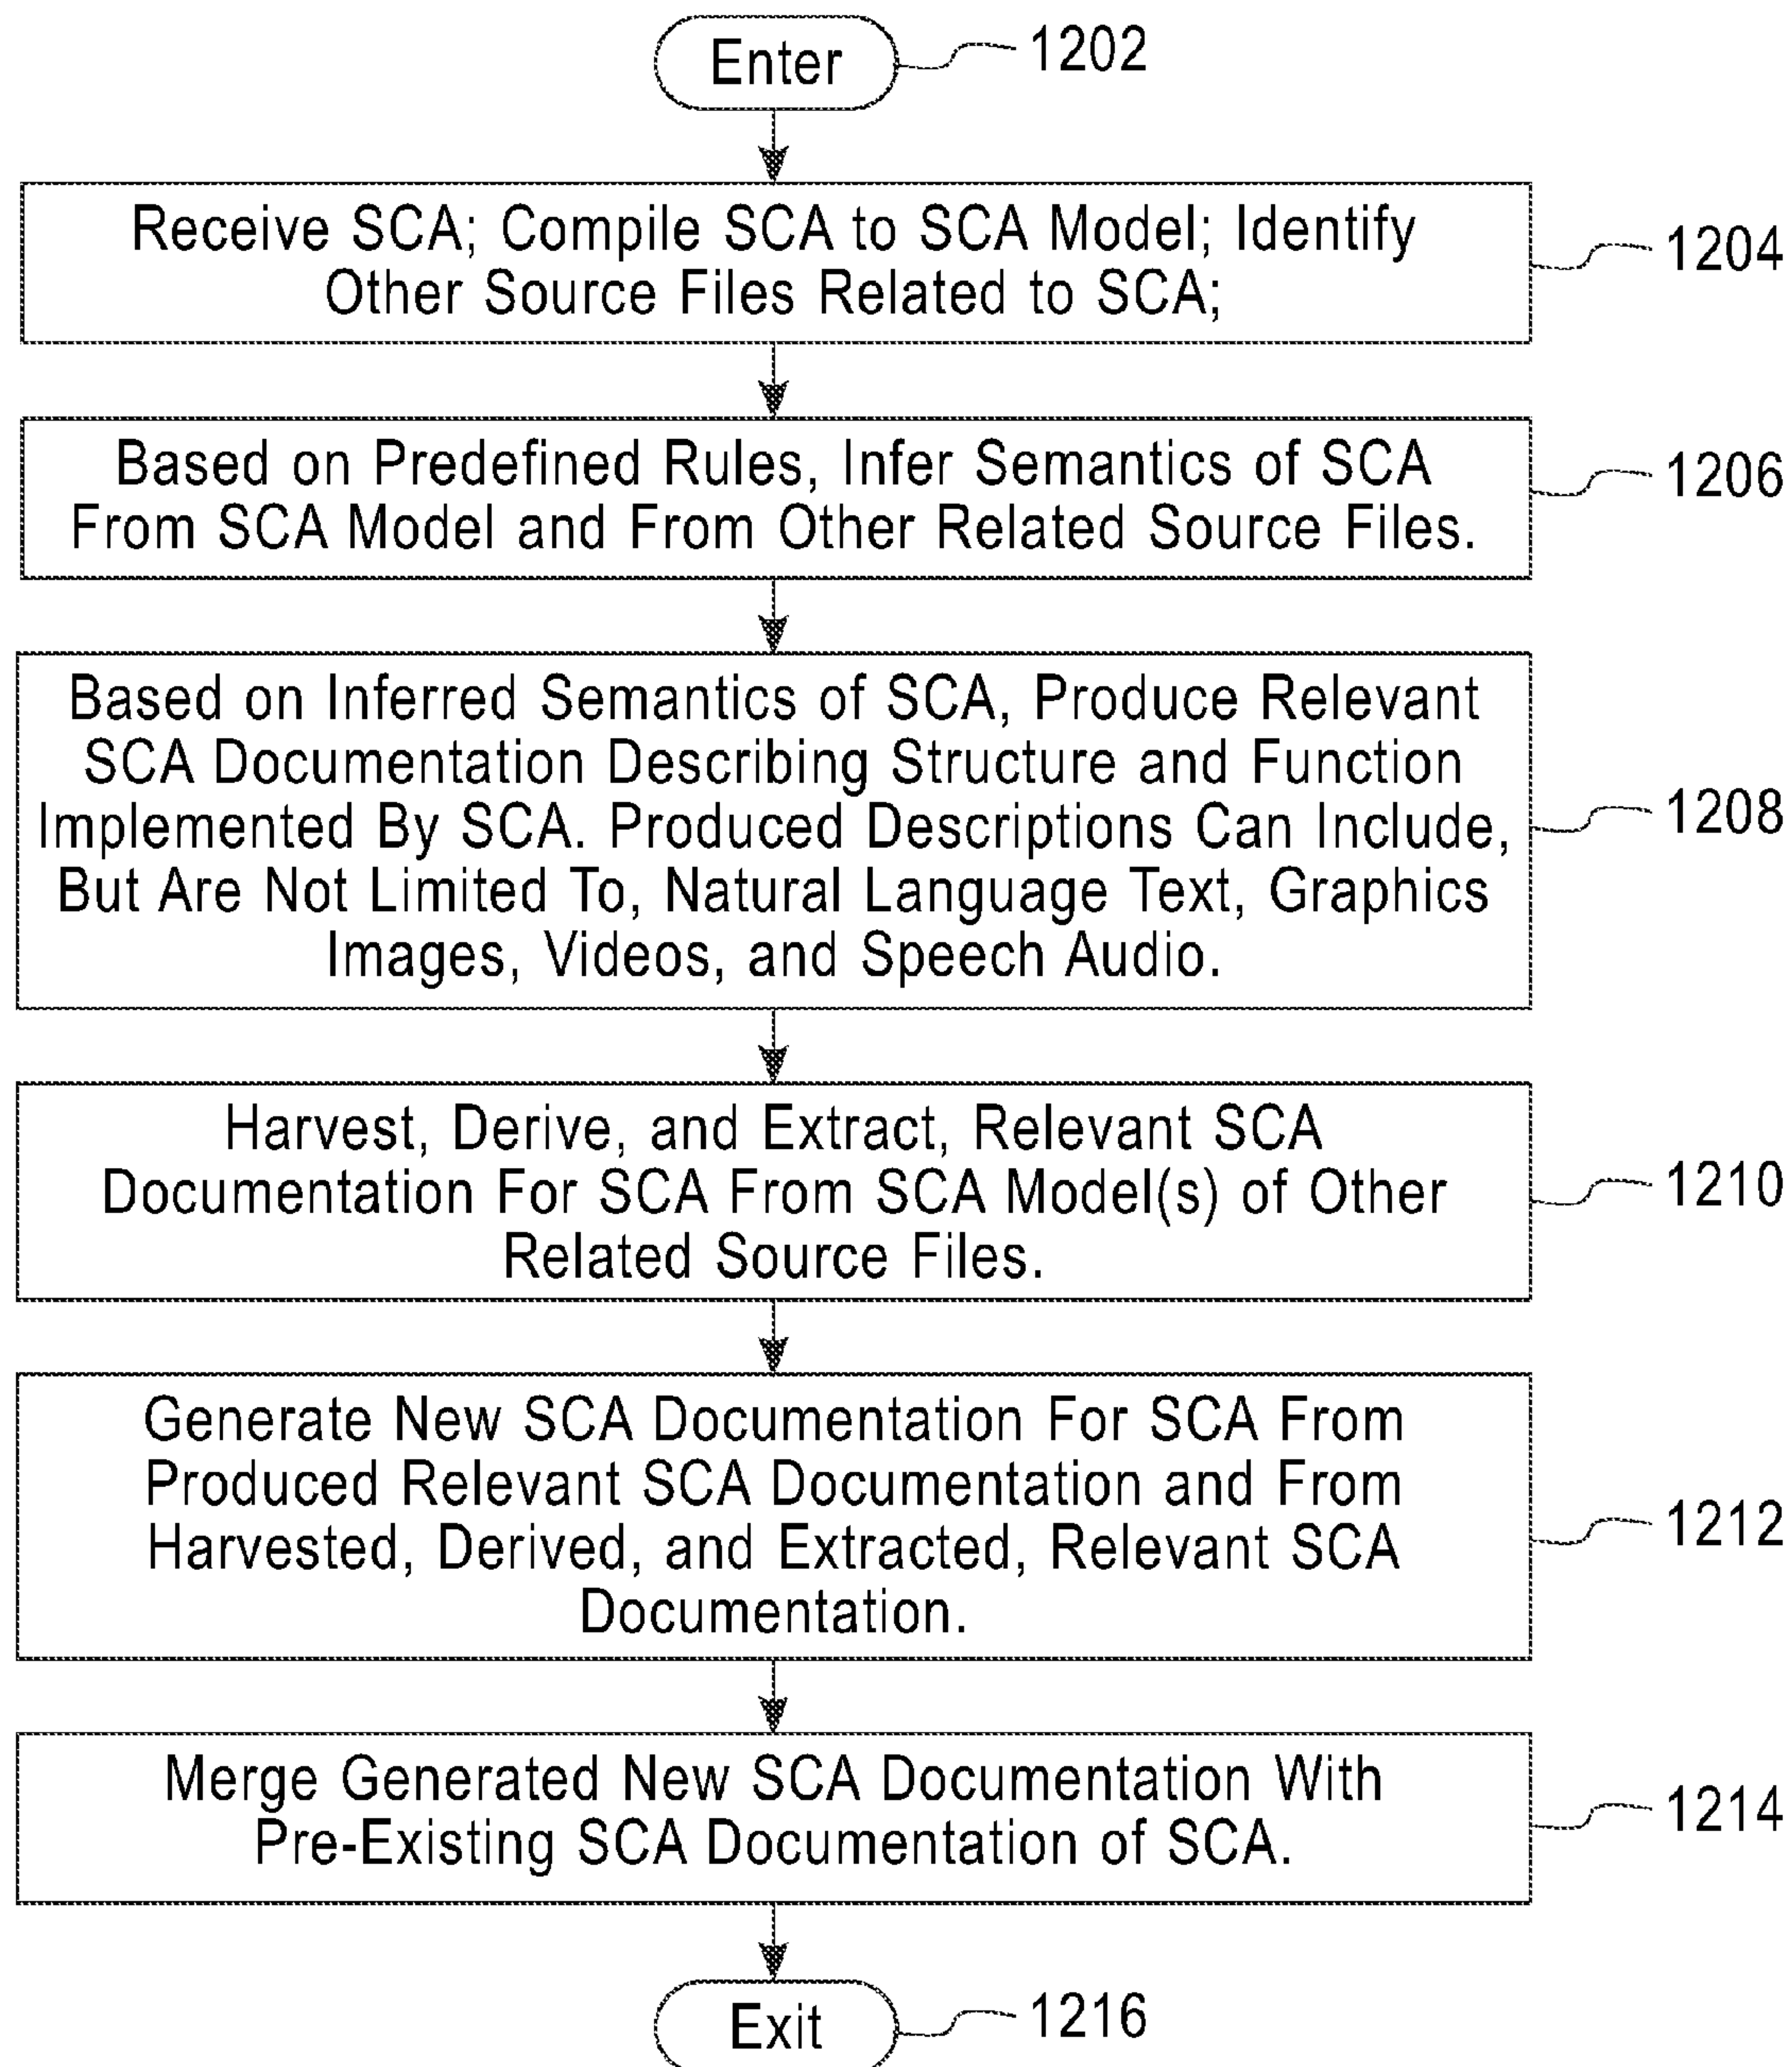 Enter
1202
Receive SCA; Compile SCA to SCA Model; Identify
Other Source Files Related to SCA;
1204
Based on Predefined Rules, Infer Semantics of SCA
From SCA Model and From Other Related Source Files.
1206
Based on Inferred Semantics of SCA, Produce Relevant
SCA Documentation Describing Structure and Function
Implemented By SCA. Produced Descriptions Can Include,
But Are Not Limited To, Natural Language Text, Graphics
Images, Videos, and Speech Audio.
1208
Harvest, Derive, and Extract, Relevant SCA
Documentation For SCA From SCA Model(s) of Other
Related Source Files.
1210
Generate New SCA Documentation For SCA From
Produced Relevant SCA Documentation and From
Harvested, Derived, and Extracted, Relevant SCA
Documentation.
1212
Merge Generated New SCA Documentation With
Pre-Existing SCA Documentation of SCA.
1214
Exit
1216